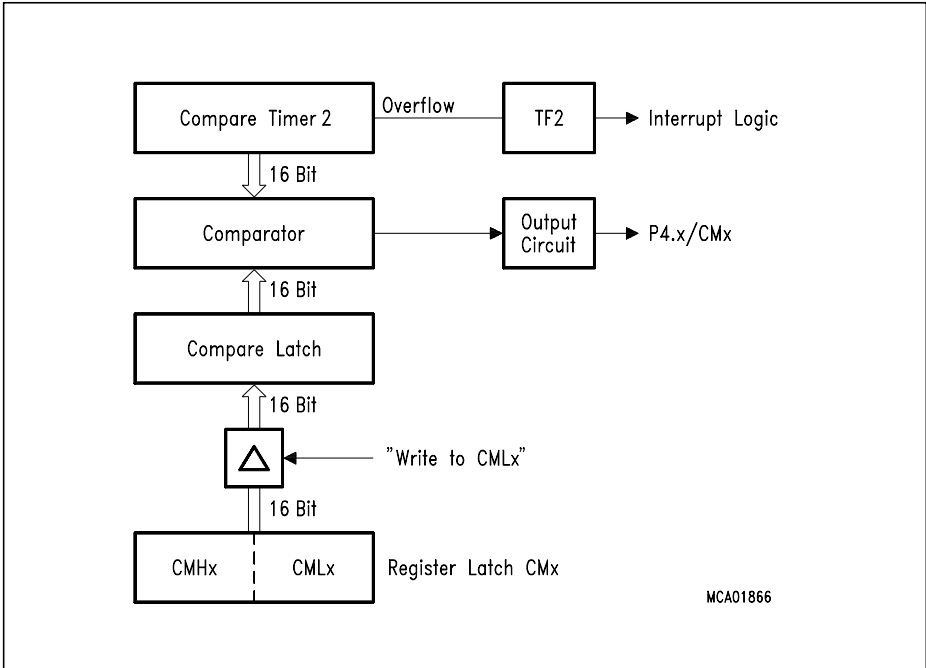 Compare Timer 2
Overflow
TF2
Interrupt Logic
16 Bit
Comparator
Output
Circuit
P4.x/CMx
16 Bit
Compare Latch
16 Bit
"Write to CMLx"
16 Bit
CMHx
CMLx
Register Latch CMx
MCA01866